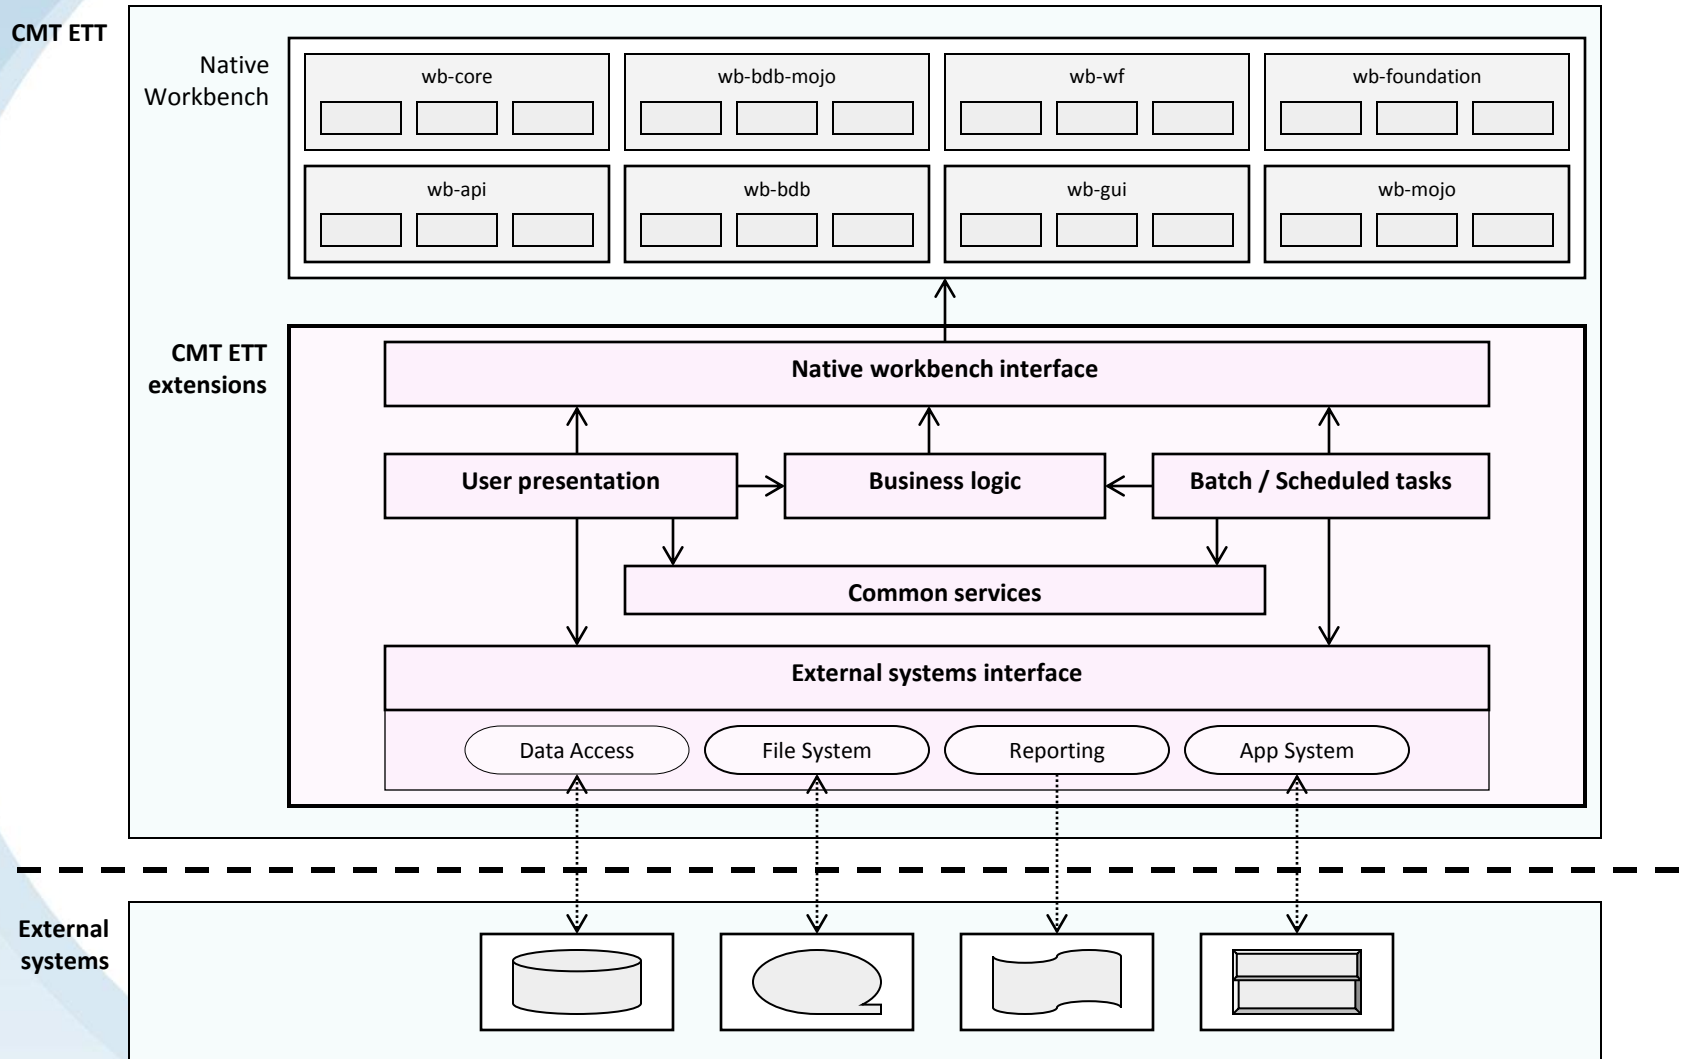 CMT ETT
Native
Workbench
wb-core
wb-bdb-mojo
wb-wf
wb-foundation
wb-api
wb-bdb
wb-gui
wb-mojo
CMT ETT
extensions
Native workbench interface
User presentation
Business logic
Batch / Scheduled tasks
Common services
External systems interface
Data Access
File System
Reporting
App System
External
systems